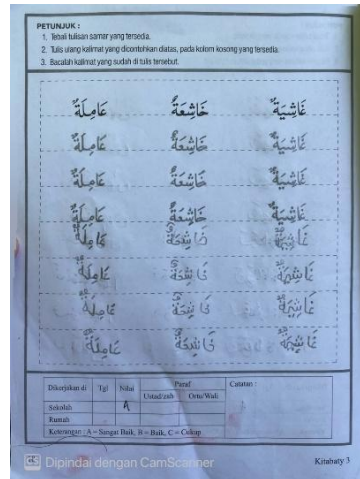 PETUNJUK :
1. Tebali tulisan samar yang tersedia.
2. Tulis ulang kalimat yang dicontohkan diatas, pada kolom kosong yang tersedia.
3. Bacalah kalimat yang sudah di tulis tersebut.
غَاشِيَةٌ خَاشِعَةٌ عَامِلَةٌ
غَاشِيَةٌ خَاشِعَةٌ عَامِلَةٌ
غَاشِيَةٌ خَاشِعَةٌ عَامِلَةٌ
غَاشِيَةٌ خَاشِعَةٌ عَامِلَةٌ
Dikerjakan di Tgl Nilai Paraf Catatan :
Ustad/zah Ortu/Wali
Sekolah A
Rumah
Keterangan : A = Sangat Baik, B = Baik, C = Cukup
CS Dipindai dengan CamScanner
Kitabaty 3